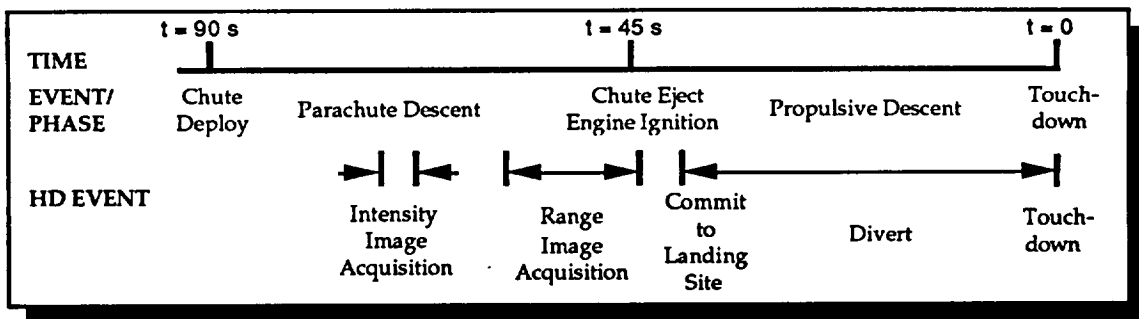 t = 90 s t = 45 s t = 0
TIME
EVENT/ PHASE
Chute Deploy
Parachute Descent
Chute Eject
Engine Ignition
Propulsive Descent
Touch-
down
HD EVENT
Intensity
Image
Acquisition
Range
Image
Acquisition
Commit
to
Landing
Site
Divert
Touch-
down